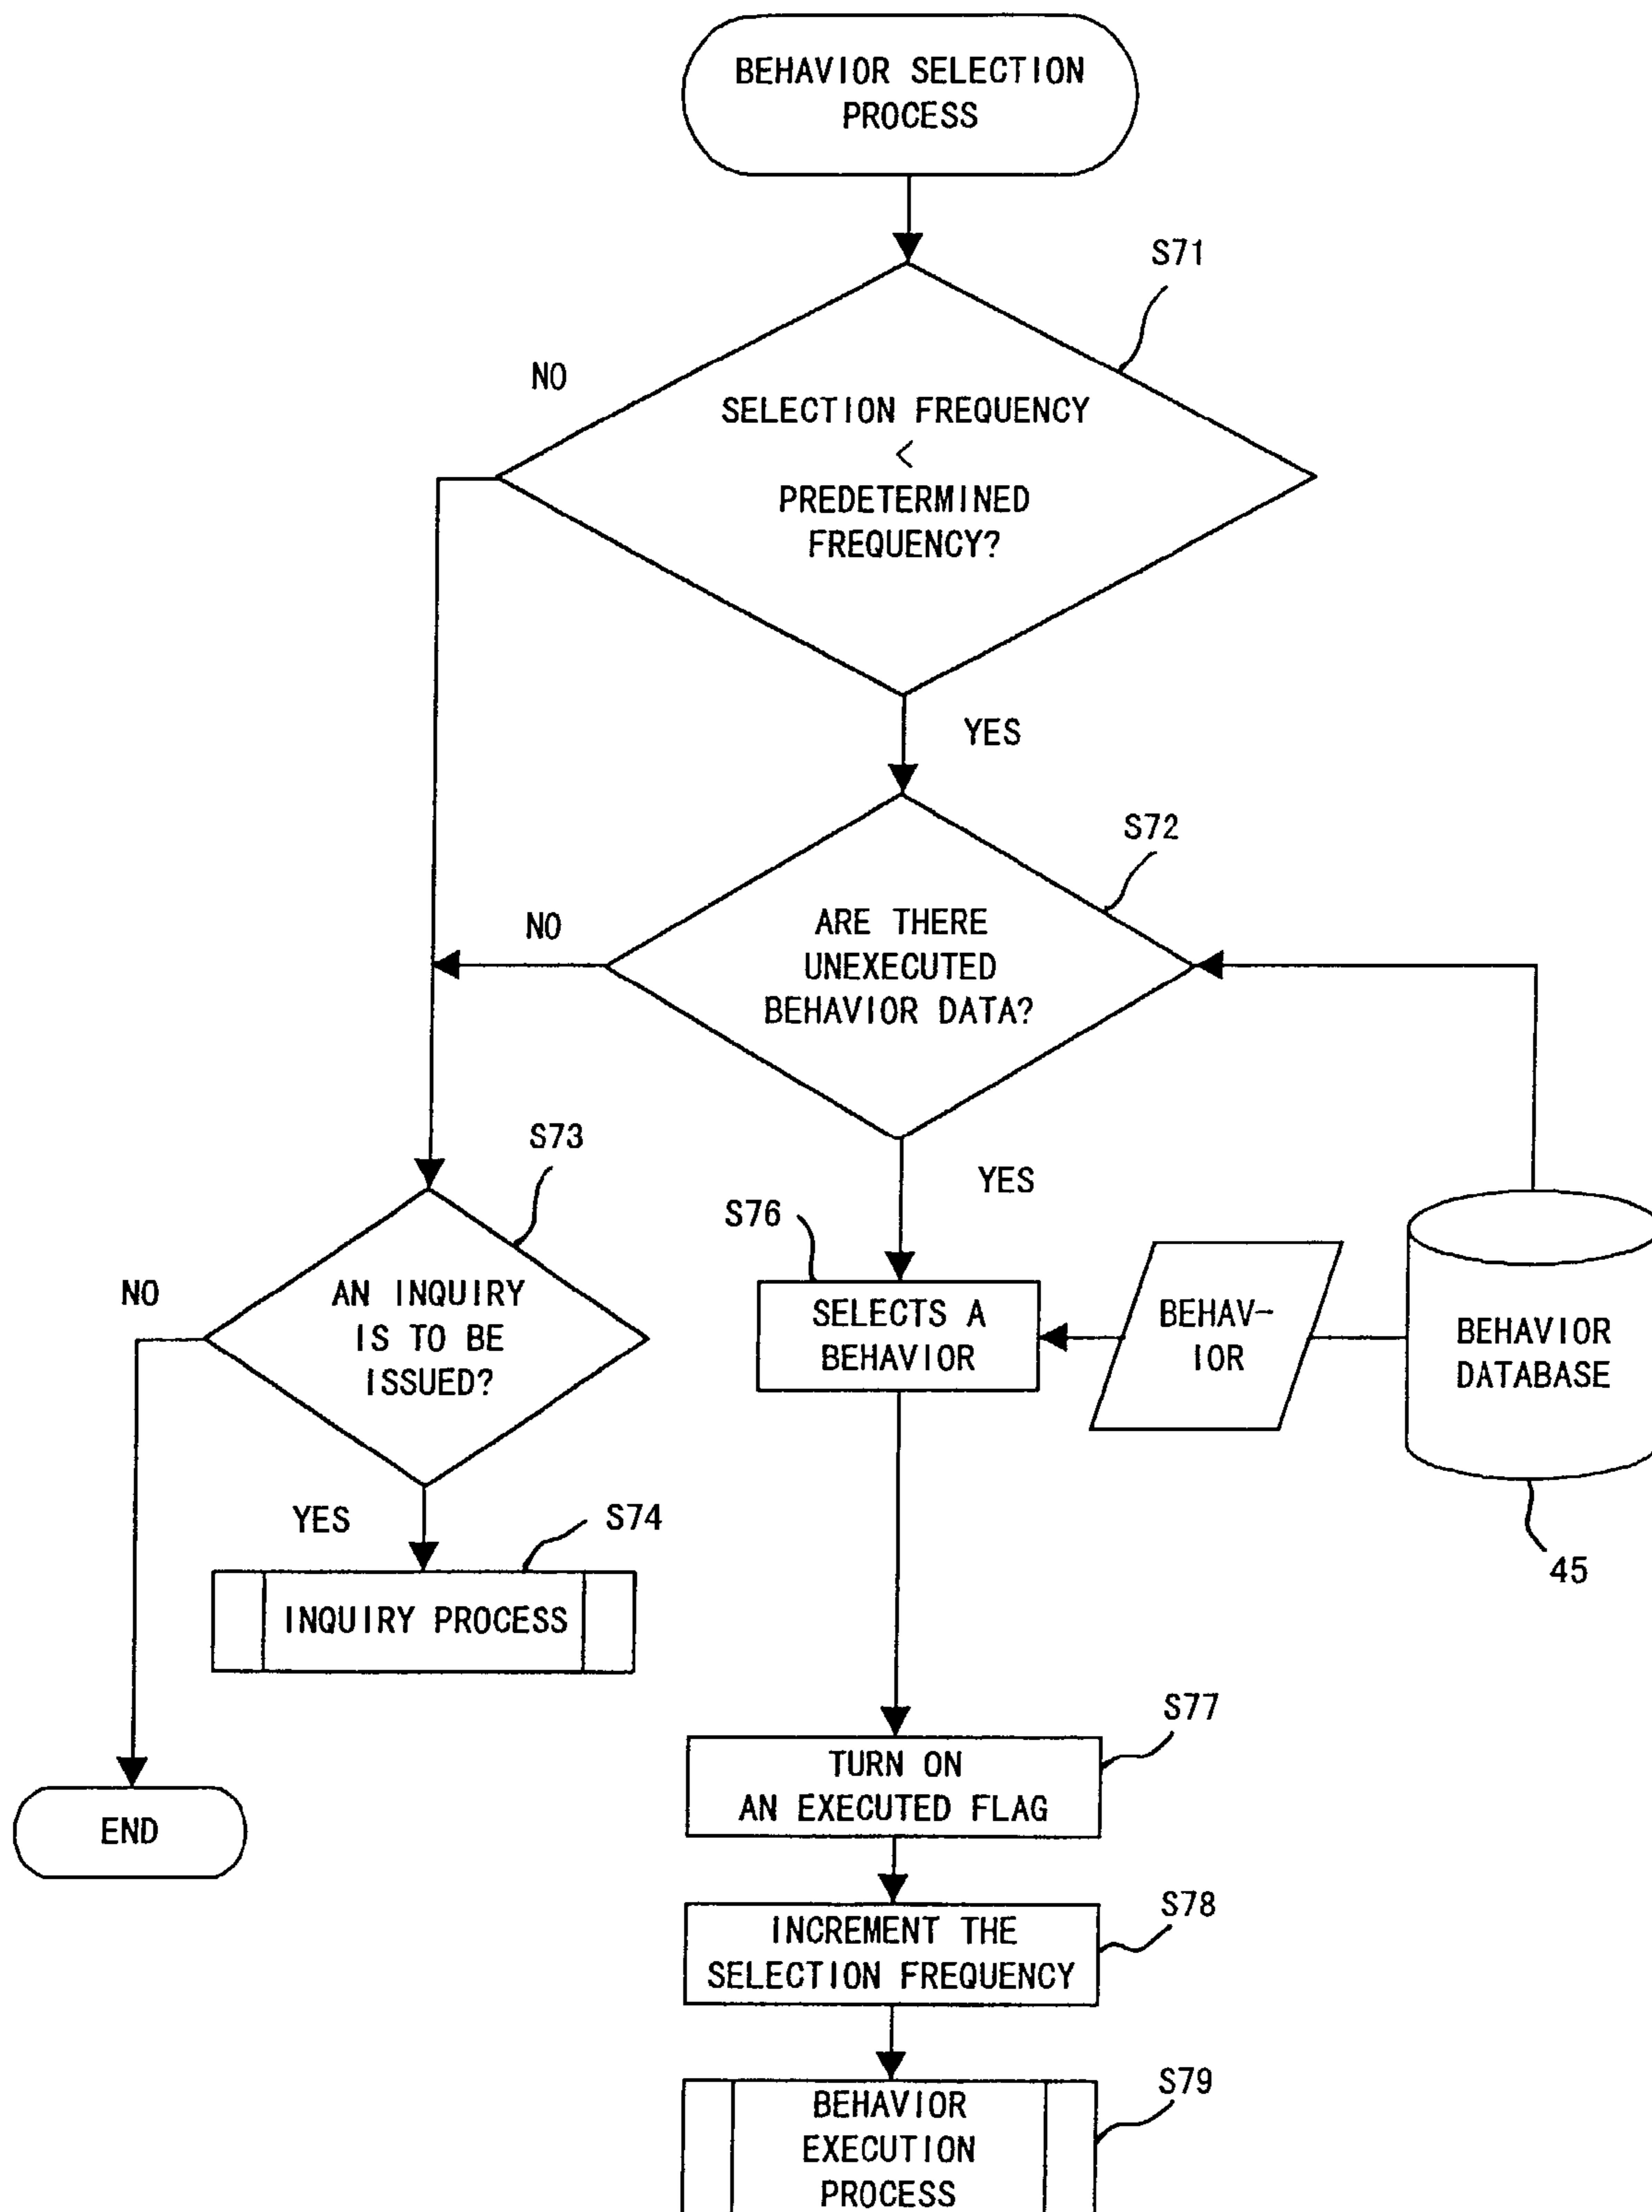 BEHAVIOR SELECTION
PROCESS
S71
NO
SELECTION FREQUENCY
<
PREDETERMINED
FREQUENCY?
YES
S72
NO
ARE THERE
UNEXECUTED
BEHAVIOR DATA?
YES
S73
S76
NO
AN INQUIRY
IS TO BE
ISSUED?
SELECTS A
BEHAVIOR
BEHAV-
IOR
BEHAVIOR
DATABASE
YES
S74
45
INQUIRY PROCESS
S77
TURN ON
AN EXECUTED FLAG
END
S78
INCREMENT THE
SELECTION FREQUENCY
S79
BEHAVIOR
EXECUTION
PROCESS